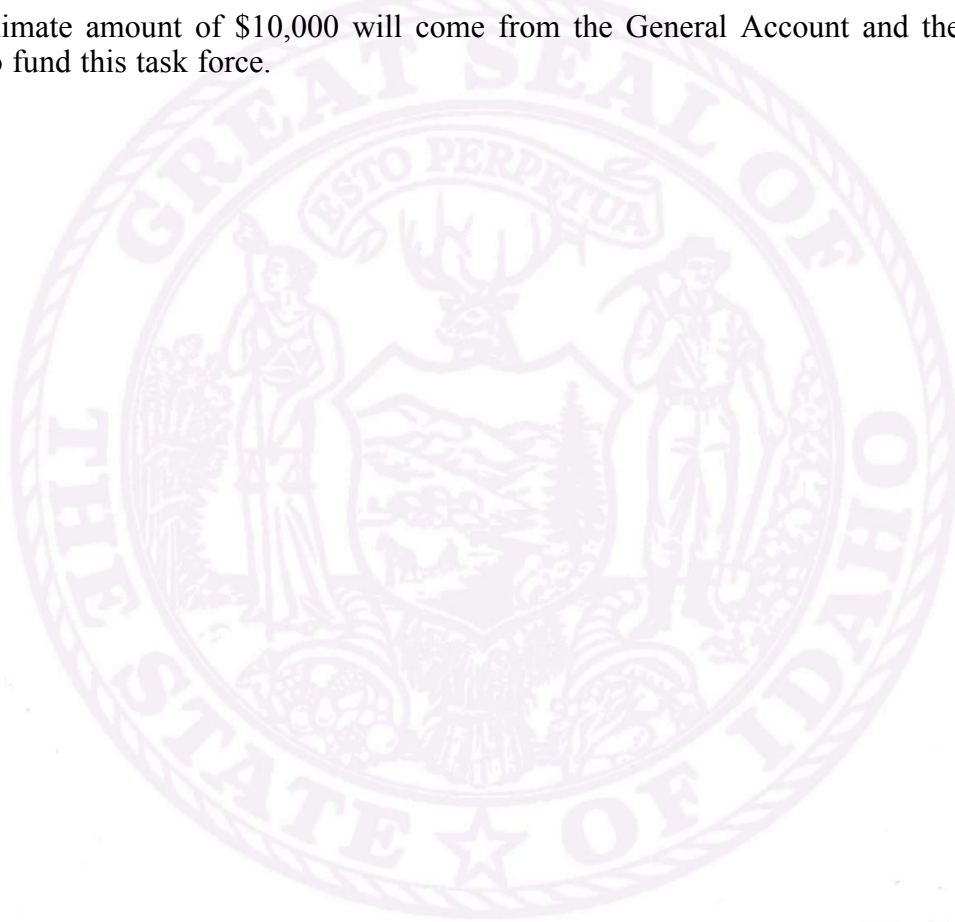 imate amount of $10,000 will come from the General Account and the
fund this task force.
ESTO PERPETUA
GREAT SEAL OF
THE STATE OF IDAHO